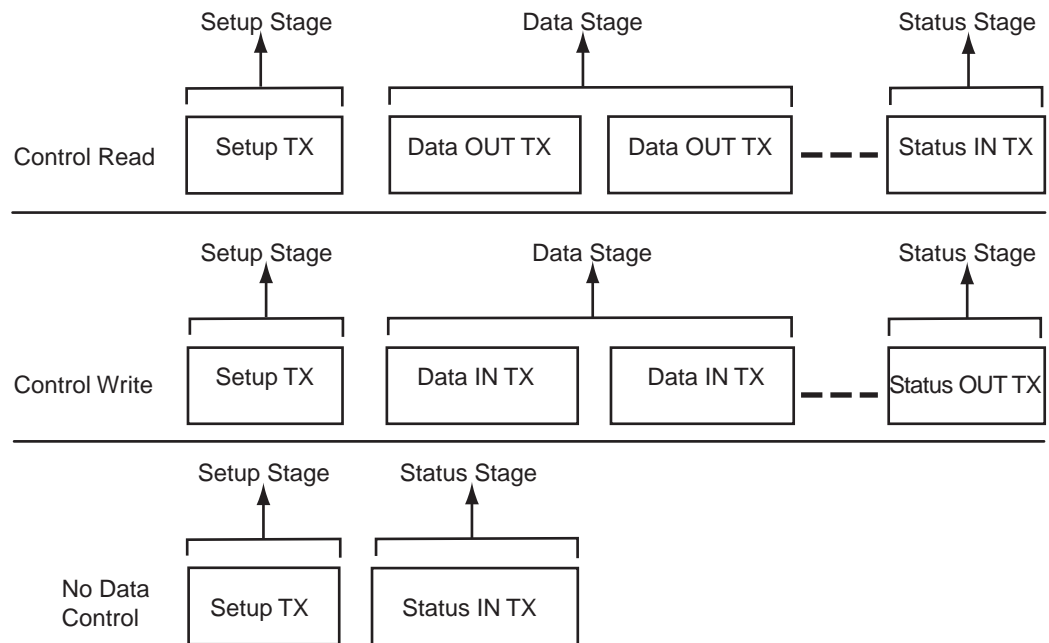 Setup Stage Data Stage Status Stage
Control Read Setup TX Data OUT TX Data OUT TX Status IN TX
Setup Stage Data Stage Status Stage
Control Write Setup TX Data IN TX Data IN TX Status OUT TX
Setup Stage Status Stage
No Data
Control
Setup TX Status IN TX